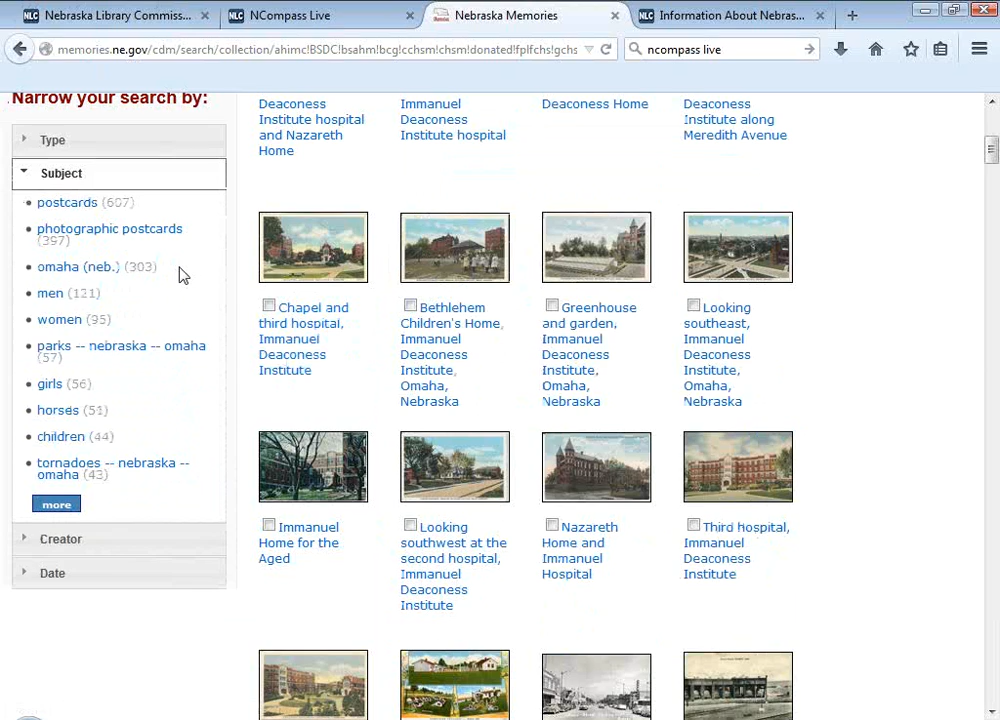 NLC Nebraska Library Commiss... ×
NLC NCompass Live ×
Nebraska Memories ×
NLC Information About Nebras... ×
memories.ne.gov/cdm/search/collection/ahimc!BSDC!bsahm!bcg!cchsm!chsm!donated!fplfchs!gchs
ncompass live
Narrow your search by:
Type
Subject
postcards (607)
photographic postcards
(397)
omaha (neb.) (303)
men (121)
women (95)
parks -- nebraska -- omaha
(57)
girls (56)
horses (51)
children (44)
tornadoes -- nebraska --
omaha (43)
more
Creator
Date
Deaconess
Institute hospital
and Nazareth
Home
Immanuel
Deaconess
Institute hospital
Deaconess Home
Deaconess
Institute along
Meredith Avenue
Chapel and
third hospital,
Immanuel
Deaconess
Institute
Bethlehem
Children's Home,
Immanuel
Deaconess
Institute,
Omaha,
Nebraska
Greenhouse
and garden,
Immanuel
Deaconess
Institute,
Omaha,
Nebraska
Looking
southeast,
Immanuel
Deaconess
Institute,
Omaha,
Nebraska
Immanuel
Home for the
Aged
Looking
southwest at the
second hospital,
Immanuel
Deaconess
Institute
Nazareth
Home and
Immanuel
Hospital
Third hospital,
Immanuel
Deaconess
Institute